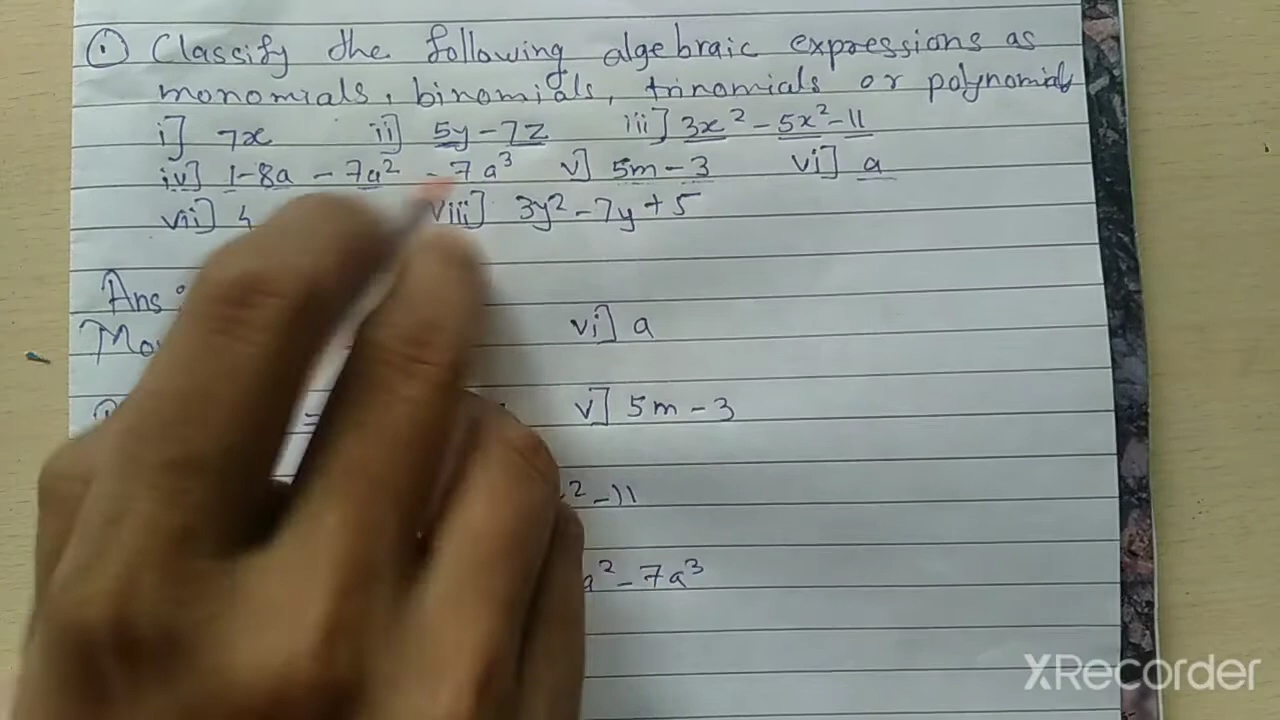 1 Classify the following algebraic expressions as
monomials, binomials, trinomials or polynomials
i] 7x ii] 5y - 7z iii] 3x² - 5x² - 11
iv] 1 - 8a - 7a² - 7a³ v] 5m - 3 vi] a
vii] 4 viii] 3y² - 7y + 5
Ans:
vi] a
= v] 5m - 3
² - 11
a² - 7a³
XRecorder